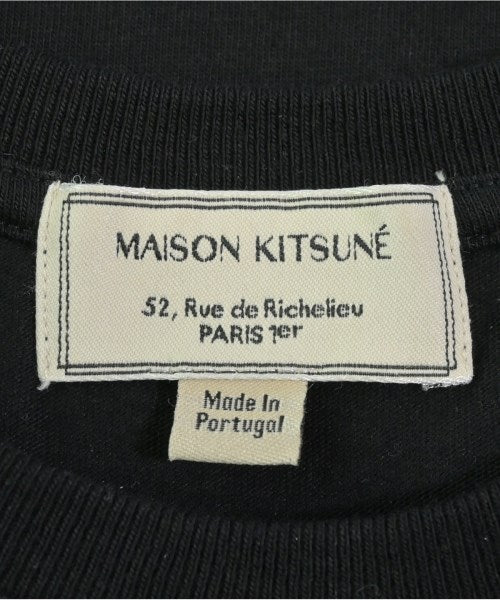 MAISON KITSUNÉ
52, Rue de Richelieu
PARIS 1er
Made In
Portugal